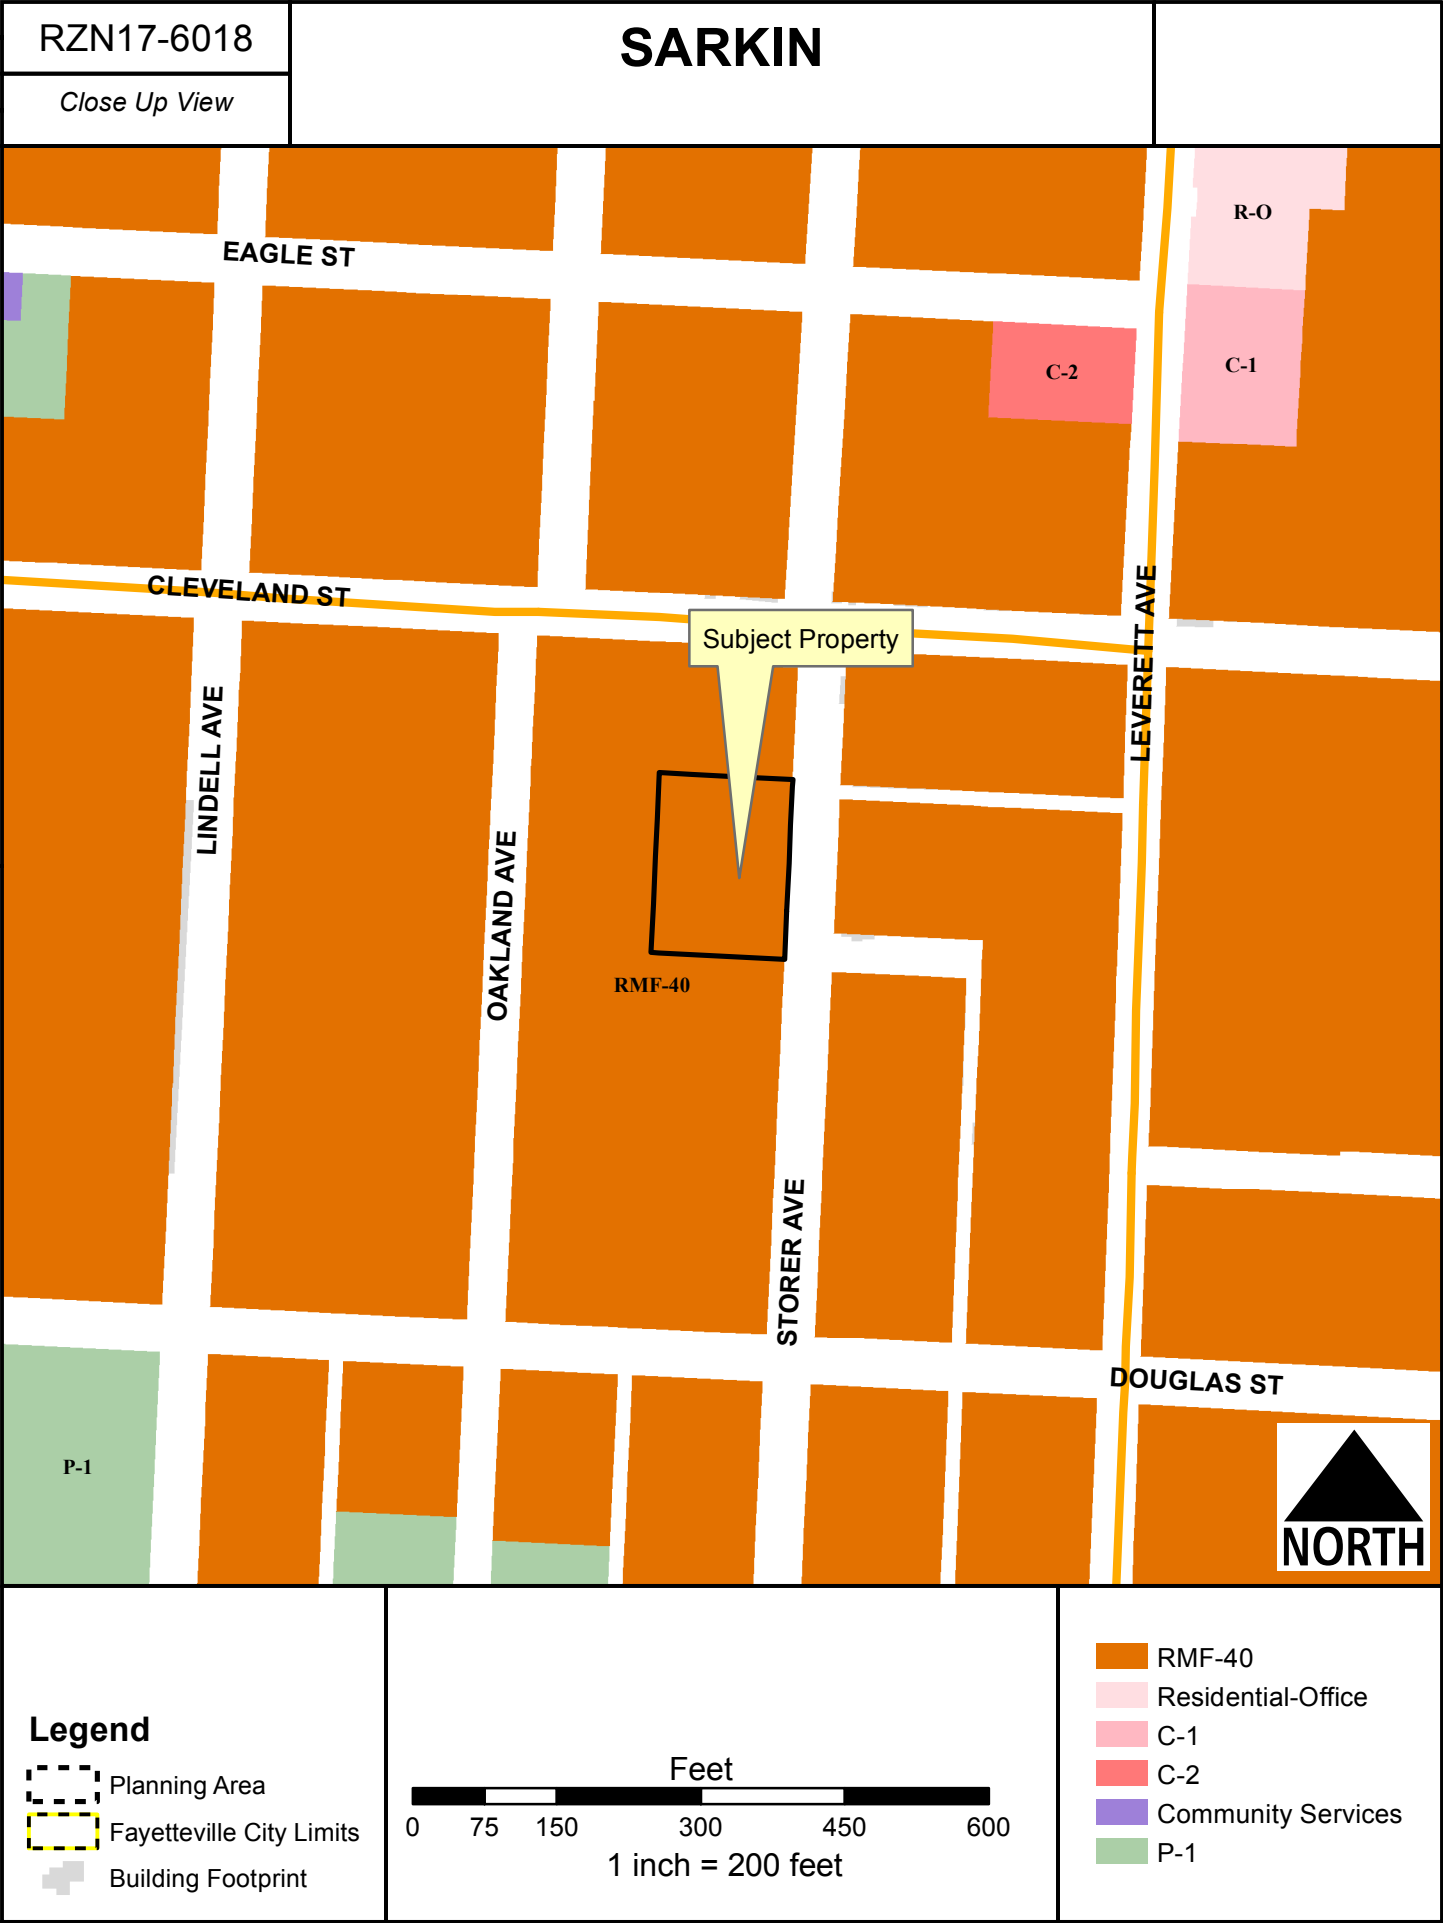 RZN17-6018
Close Up View
SARKIN
R-O
EAGLE ST
C-2
C-1
CLEVELAND ST
Subject Property
LEVERETT AVE
LINDELL AVE
OAKLAND AVE
RMF-40
STORER AVE
DOUGLAS ST
P-1
NORTH
Legend
Planning Area
Fayetteville City Limits
Building Footprint
Feet
0 75 150 300 450 600
1 inch = 200 feet
RMF-40
Residential-Office
C-1
C-2
Community Services
P-1